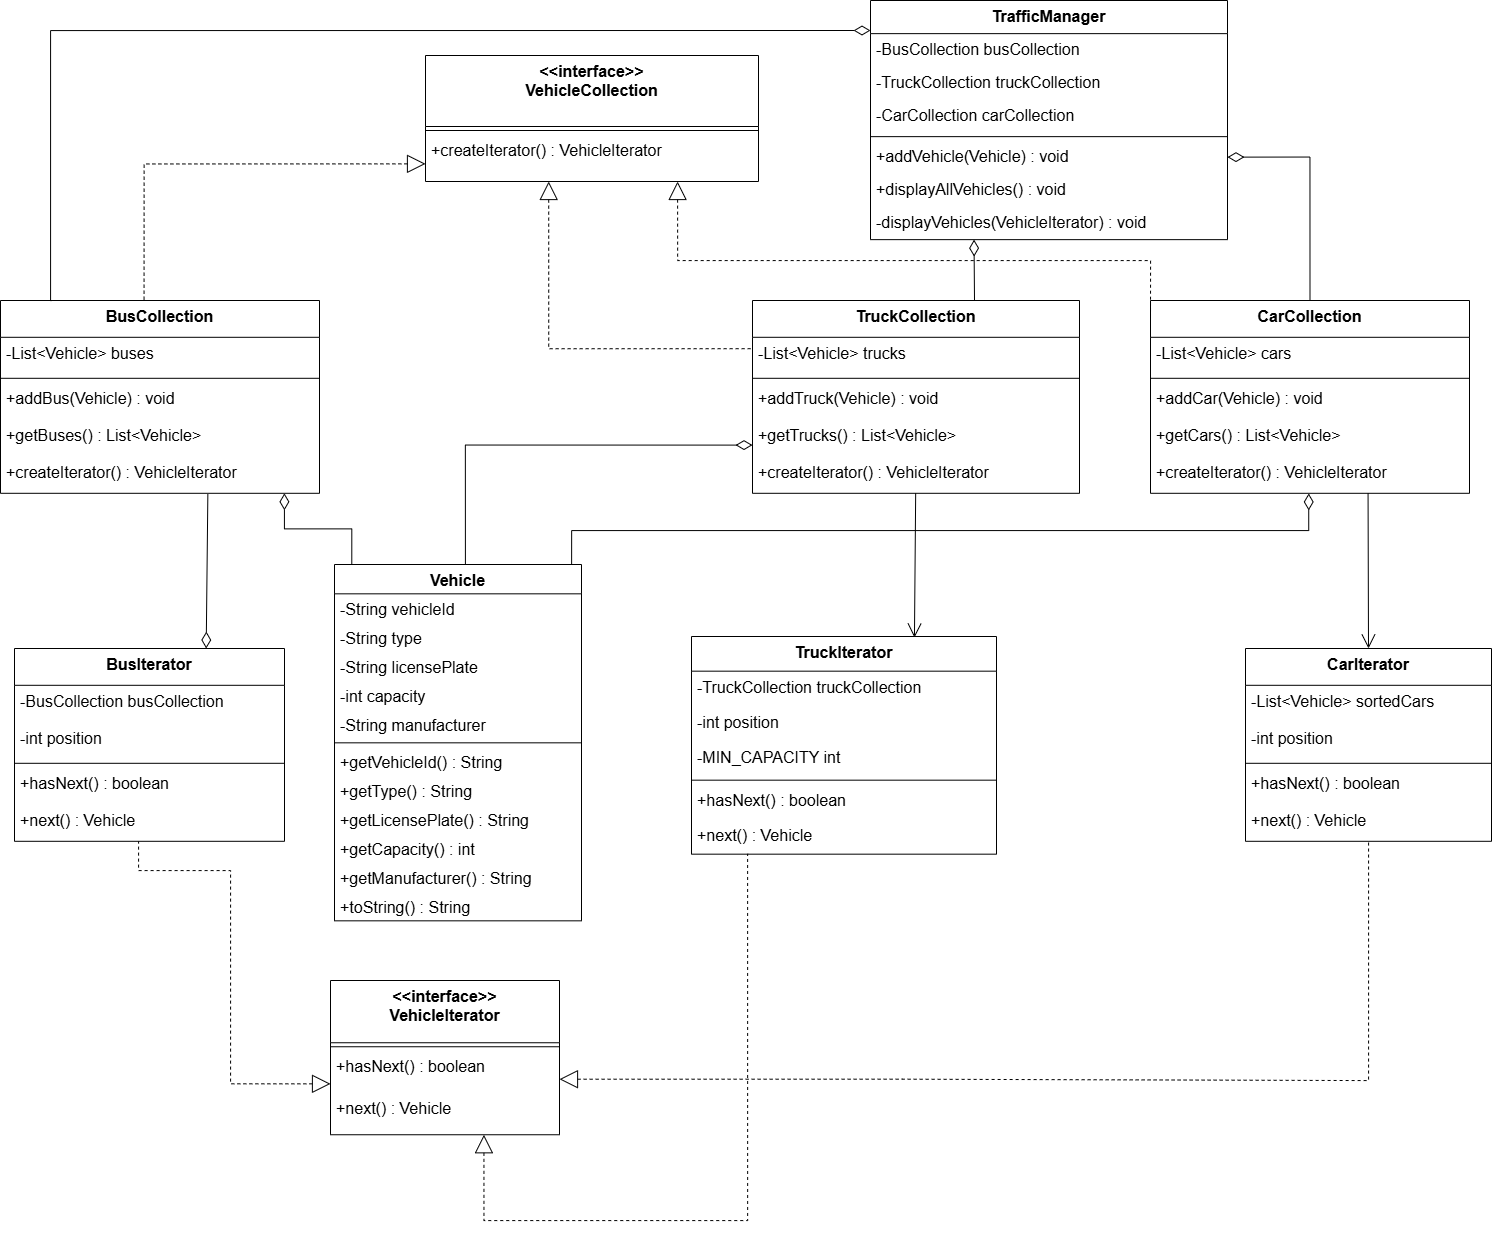 TrafficManager
-BusCollection busCollection
-TruckCollection truckCollection
-CarCollection carCollection
+addVehicle(Vehicle) : void
+displayAllVehicles() : void
-displayVehicles(VehicleIterator) : void
<<interface>>
VehicleCollection
+createIterator() : VehicleIterator
BusCollection
-List<Vehicle> buses
+addBus(Vehicle) : void
+getBuses() : List<Vehicle>
+createIterator() : VehicleIterator
TruckCollection
-List<Vehicle> trucks
+addTruck(Vehicle) : void
+getTrucks() : List<Vehicle>
+createIterator() : VehicleIterator
CarCollection
-List<Vehicle> cars
+addCar(Vehicle) : void
+getCars() : List<Vehicle>
+createIterator() : VehicleIterator
Vehicle
-String vehicleId
-String type
-String licensePlate
-int capacity
-String manufacturer
+getVehicleId() : String
+getType() : String
+getLicensePlate() : String
+getCapacity() : int
+getManufacturer() : String
+toString() : String
BusIterator
-BusCollection busCollection
-int position
+hasNext() : boolean
+next() : Vehicle
TruckIterator
-TruckCollection truckCollection
-int position
-MIN_CAPACITY int
+hasNext() : boolean
+next() : Vehicle
CarIterator
-List<Vehicle> sortedCars
-int position
+hasNext() : boolean
+next() : Vehicle
<<interface>>
VehicleIterator
+hasNext() : boolean
+next() : Vehicle